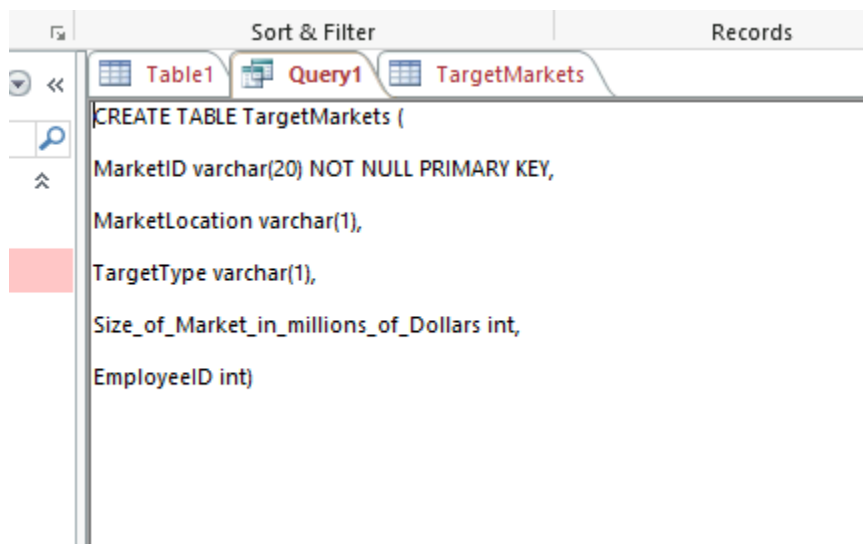 Sort & Filter Records
Table1 Query1 TargetMarkets
CREATE TABLE TargetMarkets (
MarketID varchar(20) NOT NULL PRIMARY KEY,
MarketLocation varchar(1),
TargetType varchar(1),
Size_of_Market_in_millions_of_Dollars int,
EmployeeID int)